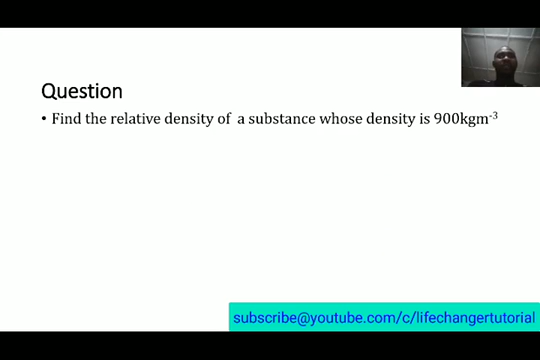 Question
• Find the relative density of a substance whose density is 900kgm⁻³
subscribe@youtube.com/c/lifechangertutorial